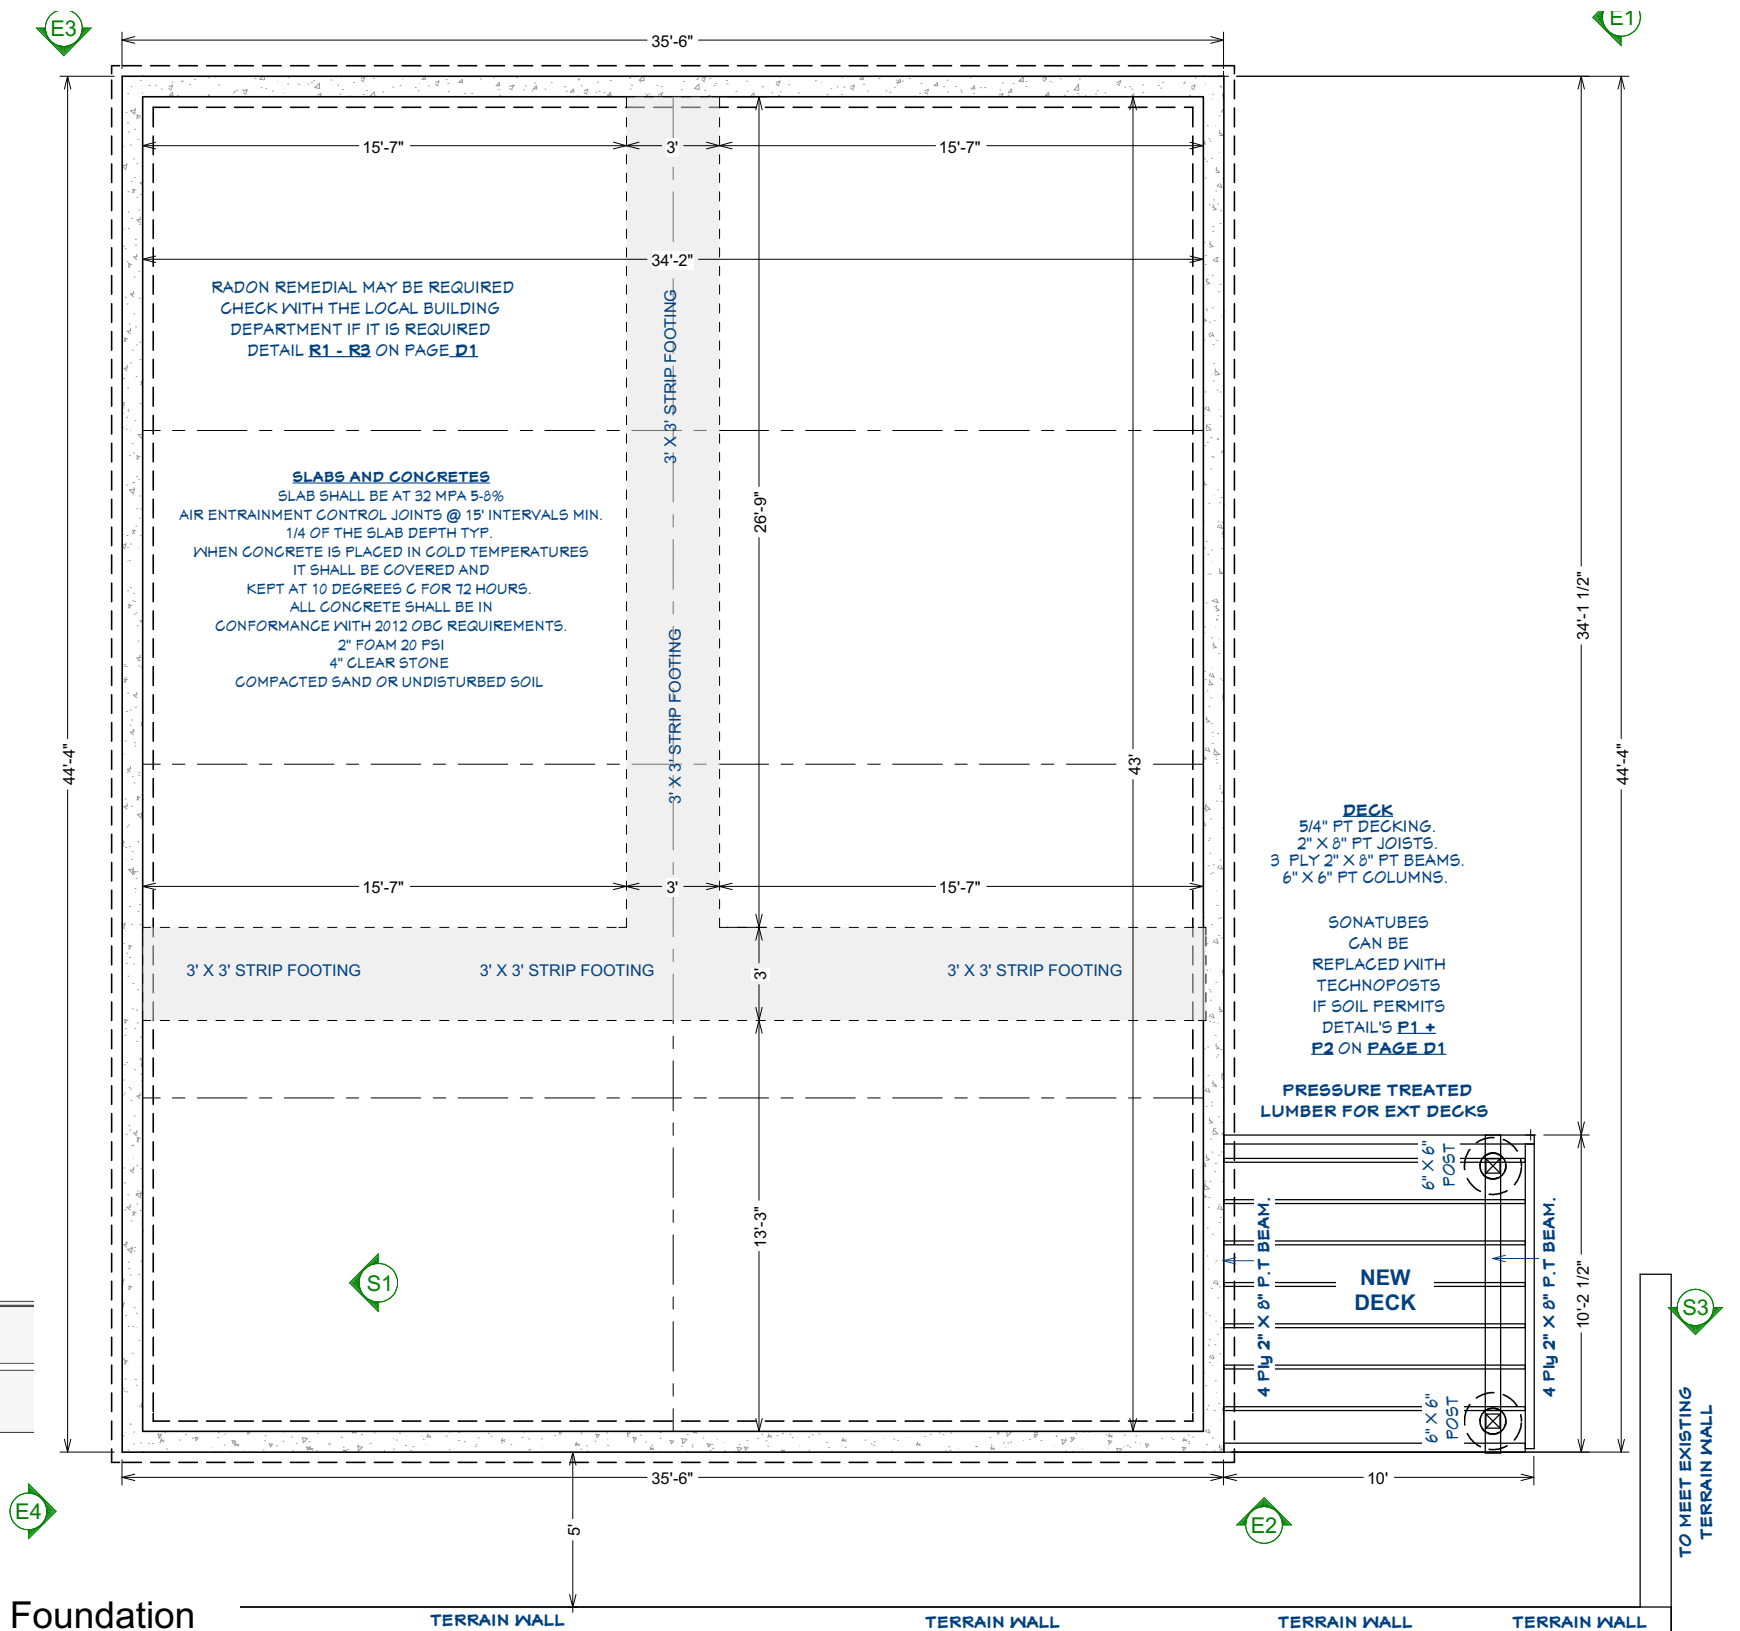 E3
E1
35'-6"
15'-7"
3'
15'-7"
34'-2"
RADON REMEDIAL MAY BE REQUIRED
CHECK WITH THE LOCAL BUILDING
DEPARTMENT IF IT IS REQUIRED
DETAIL R1 - R3 ON PAGE D1
3' X 3' STRIP FOOTING
SLABS AND CONCRETES
SLAB SHALL BE AT 32 MPA 5-8%
AIR ENTRAINMENT CONTROL JOINTS @ 15' INTERVALS MIN.
1/4 OF THE SLAB DEPTH TYP.
WHEN CONCRETE IS PLACED IN COLD TEMPERATURES
IT SHALL BE COVERED AND
KEPT AT 10 DEGREES C FOR 72 HOURS.
ALL CONCRETE SHALL BE IN
CONFORMANCE WITH 2012 OBC REQUIREMENTS.
2" FOAM 20 PSI
4" CLEAR STONE
COMPACTED SAND OR UNDISTURBED SOIL
26'-9"
34'-1 1/2"
3' X 3' STRIP FOOTING
44'-4"
43'
44'-4"
DECK
5/4" PT DECKING.
2" X 8" PT JOISTS.
3 PLY 2" X 8" PT BEAMS.
6" X 6" PT COLUMNS.
15'-7"
3'
15'-7"
SONATUBES
CAN BE
REPLACED WITH
TECHNOPOSTS
IF SOIL PERMITS
DETAIL'S P1 +
P2 ON PAGE D1
3' X 3' STRIP FOOTING
3' X 3' STRIP FOOTING
3'
3' X 3' STRIP FOOTING
PRESSURE TREATED
LUMBER FOR EXT DECKS
6" X 6"
POST
13'-3"
S1
4 Ply 2" X 8" P.T BEAM.
NEW
DECK
4 Ply 2" X 8" P.T BEAM.
10'-2 1/2"
S3
6" X 6"
POST
TO MEET EXISTING
TERRAIN WALL
35'-6"
10'
E4
5'
E2
Foundation
TERRAIN WALL
TERRAIN WALL
TERRAIN WALL
TERRAIN WALL